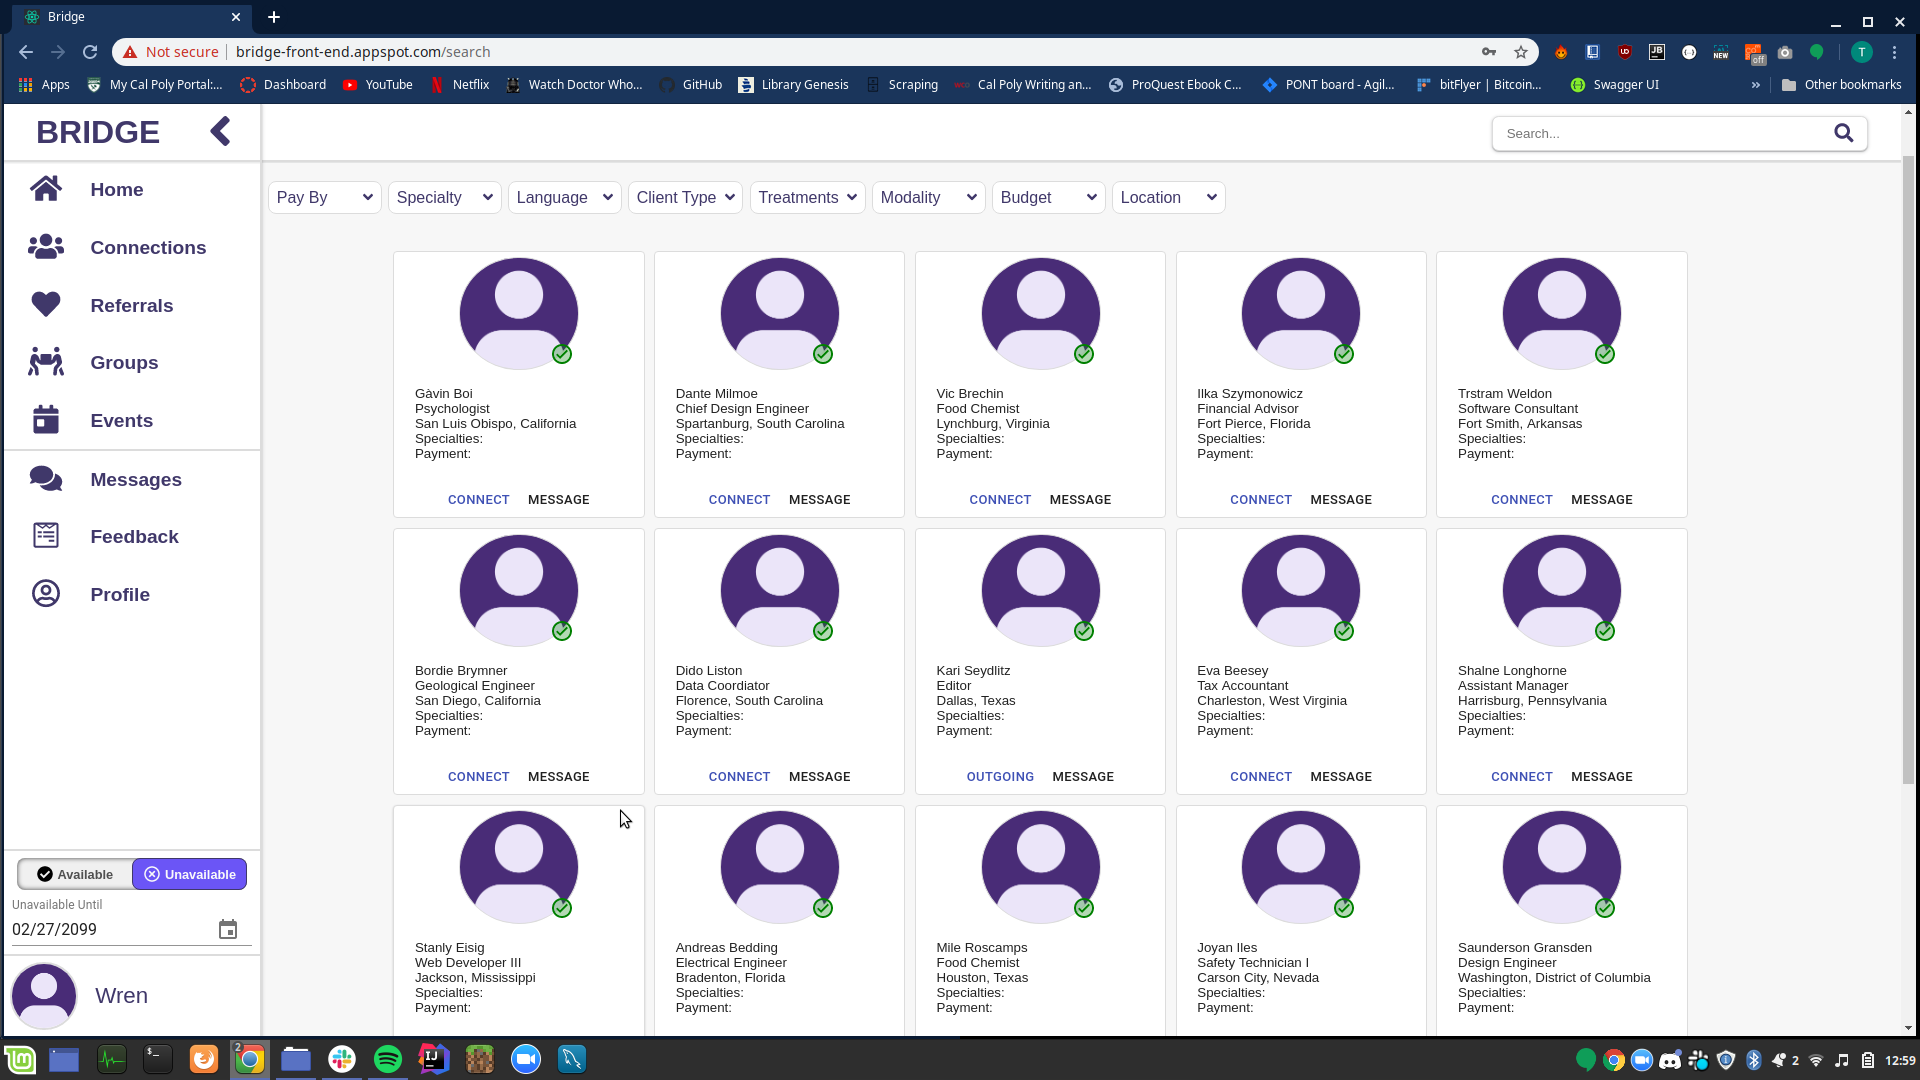 Bridge
Not secure
bridge-front-end.appspot.com/search
JB
NEW
off
T
Apps
My Cal Poly Portal:...
Dashboard
YouTube
Netflix
Watch Doctor Who...
GitHub
Library Genesis
Scraping
Cal Poly Writing an...
ProQuest Ebook C...
PONT board - Agil...
bitFlyer | Bitcoin...
Swagger UI
»
Other bookmarks
BRIDGE
Search...
Home
Connections
Referrals
Groups
Events
Messages
Feedback
Profile
Pay By
Specialty
Language
Client Type
Treatments
Modality
Budget
Location
Gàvin Boi
Psychologist
San Luis Obispo, California
Specialties:
Payment:
CONNECT MESSAGE
Dante Milmoe
Chief Design Engineer
Spartanburg, South Carolina
Specialties:
Payment:
CONNECT MESSAGE
Vic Brechin
Food Chemist
Lynchburg, Virginia
Specialties:
Payment:
CONNECT MESSAGE
Ilka Szymonowicz
Financial Advisor
Fort Pierce, Florida
Specialties:
Payment:
CONNECT MESSAGE
Trstram Weldon
Software Consultant
Fort Smith, Arkansas
Specialties:
Payment:
CONNECT MESSAGE
Bordie Brymner
Geological Engineer
San Diego, California
Specialties:
Payment:
CONNECT MESSAGE
Dido Liston
Data Coordiator
Florence, South Carolina
Specialties:
Payment:
CONNECT MESSAGE
Kari Seydlitz
Editor
Dallas, Texas
Specialties:
Payment:
OUTGOING MESSAGE
Eva Beesey
Tax Accountant
Charleston, West Virginia
Specialties:
Payment:
CONNECT MESSAGE
Shalne Longhorne
Assistant Manager
Harrisburg, Pennsylvania
Specialties:
Payment:
CONNECT MESSAGE
Stanly Eisig
Web Developer III
Jackson, Mississippi
Specialties:
Payment:
Andreas Bedding
Electrical Engineer
Bradenton, Florida
Specialties:
Payment:
Mile Roscamps
Food Chemist
Houston, Texas
Specialties:
Payment:
Joyan Iles
Safety Technician I
Carson City, Nevada
Specialties:
Payment:
Saunderson Gransden
Design Engineer
Washington, District of Columbia
Specialties:
Payment:
Available
Unavailable
Unavailable Until
02/27/2099
Wren
2
IJ
2
12:59